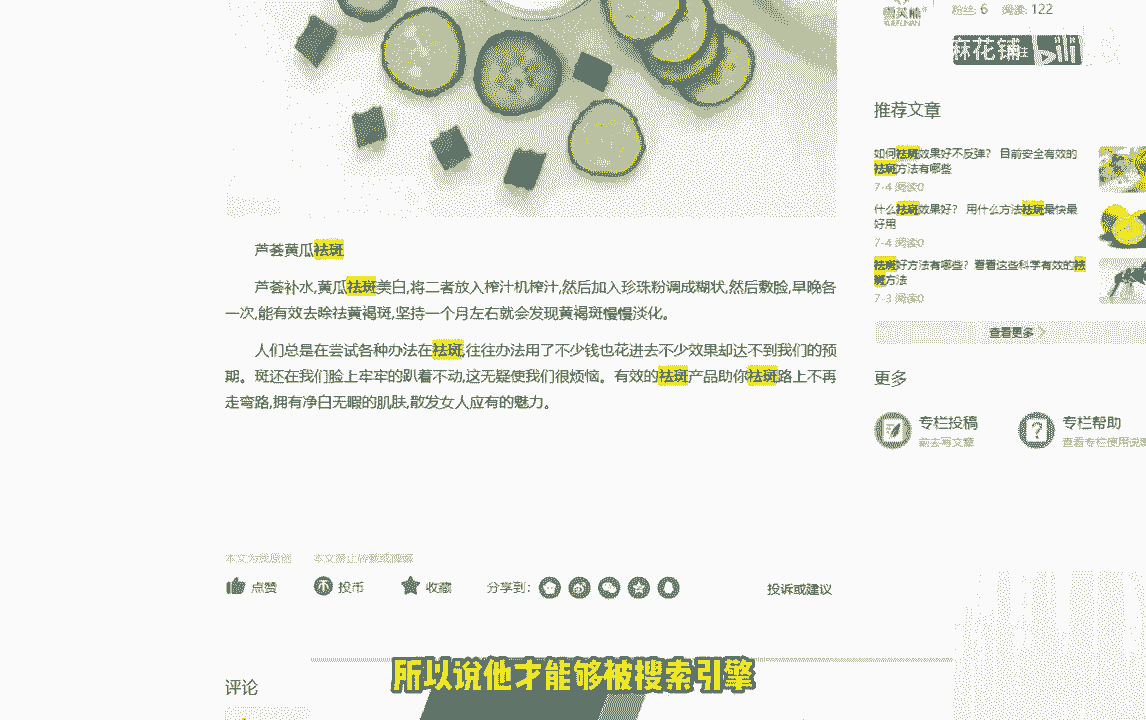 雪芙熊
粉丝: 6 阅读: 122
麻花铺 bili
推荐文章
如何祛斑效果好不反弹? 目前安全有效的
祛斑方法有哪些
7-4 阅读0
什么祛斑效果好? 用什么方法祛斑最快最
好用
7-4 阅读0
祛斑好方法有哪些? 看看这些科学有效的祛
斑方法
7-3 阅读0
查看更多
更多
专栏投稿
前去写文章
专栏帮助
查看专栏使用说明
芦荟黄瓜祛斑
芦荟补水,黄瓜祛斑美白,将二者放入榨汁机榨汁,然后加入珍珠粉调成糊状,然后敷脸,早晚各
一次,能有效去除祛黄褐斑,坚持一个月左右就会发现黄褐斑慢慢淡化。
人们总是在尝试各种办法在祛斑,往往办法用了不少钱也花进去不少效果却达不到我们的预
期。斑还在我们脸上牢牢的趴着不动,这无疑使我们很烦恼。有效的祛斑产品助你祛斑路上不再
走弯路,拥有净白无暇的肌肤,散发女人应有的魅力。
本文为我原创 本文禁止转载或摘编
点赞 投币 收藏 分享到: 投诉或建议
所以说他才能够被搜索引擎
评论